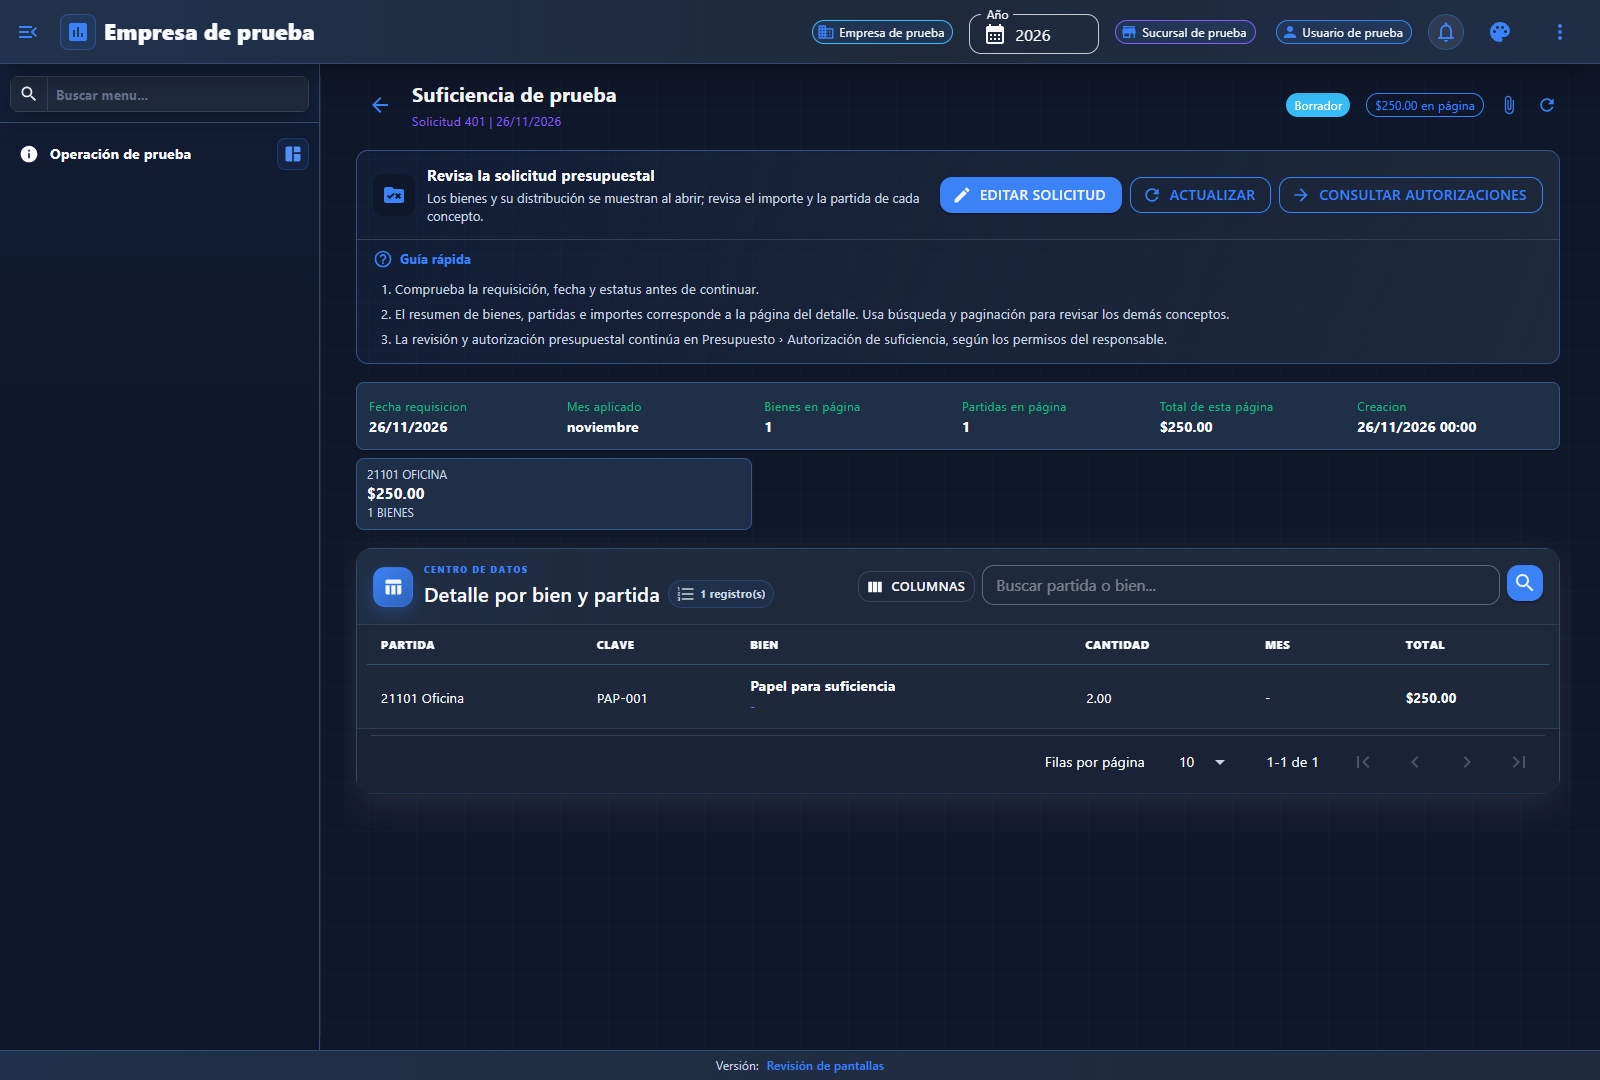 Empresa de prueba
Empresa de prueba
Año
2026
Sucursal de prueba
Usuario de prueba
Buscar menu...
Operación de prueba
Suficiencia de prueba
Solicitud 401 | 26/11/2026
Borrador
$250.00 en página
Revisa la solicitud presupuestal
Los bienes y su distribución se muestran al abrir; revisa el importe y la partida de cada
concepto.
EDITAR SOLICITUD
ACTUALIZAR
CONSULTAR AUTORIZACIONES
Guía rápida
1. Comprueba la requisición, fecha y estatus antes de continuar.
2. El resumen de bienes, partidas e importes corresponde a la página del detalle. Usa búsqueda y paginación para revisar los demás conceptos.
3. La revisión y autorización presupuestal continúa en Presupuesto › Autorización de suficiencia, según los permisos del responsable.
Fecha requisicion
26/11/2026
Mes aplicado
noviembre
Bienes en página
1
Partidas en página
1
Total de esta página
$250.00
Creacion
26/11/2026 00:00
21101 OFICINA
$250.00
1 BIENES
CENTRO DE DATOS
Detalle por bien y partida
1 registro(s)
COLUMNAS
Buscar partida o bien...
PARTIDA CLAVE BIEN CANTIDAD MES TOTAL
21101 Oficina PAP-001 Papel para suficiencia 2.00 - $250.00
-
Filas por página 10 1-1 de 1
Versión: Revisión de pantallas